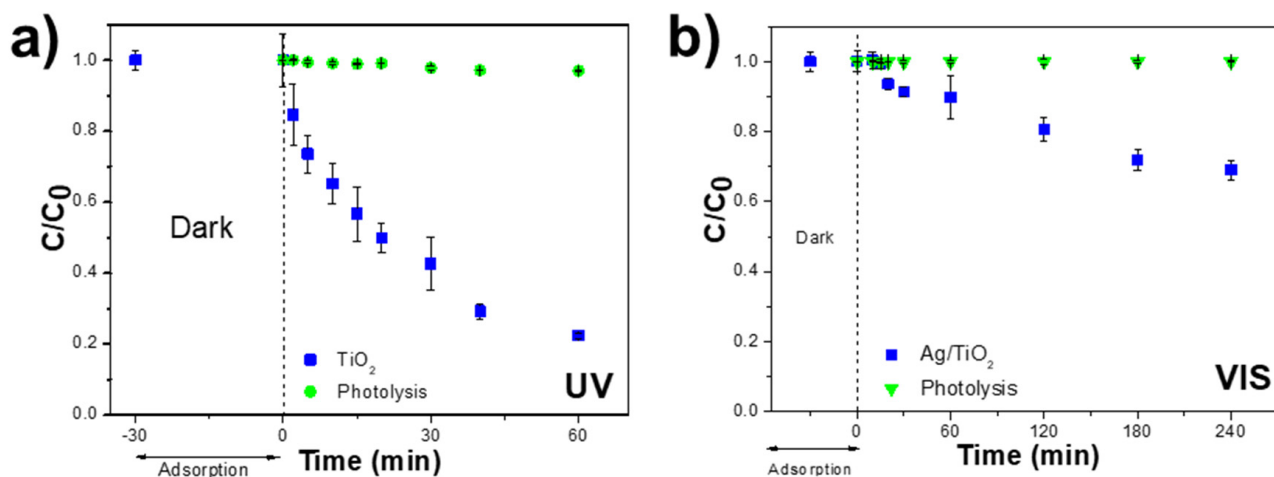 a)
C/C0
1.0
0.8
0.6
0.4
0.2
0.0
Dark
TiO2
Photolysis
UV
-30 0 30 60
Adsorption
Time (min)
b)
C/C0
1.0
0.8
0.6
0.4
0.2
0.0
Dark
Ag/TiO2
Photolysis
VIS
0 60 120 180 240
Adsorption
Time (min)